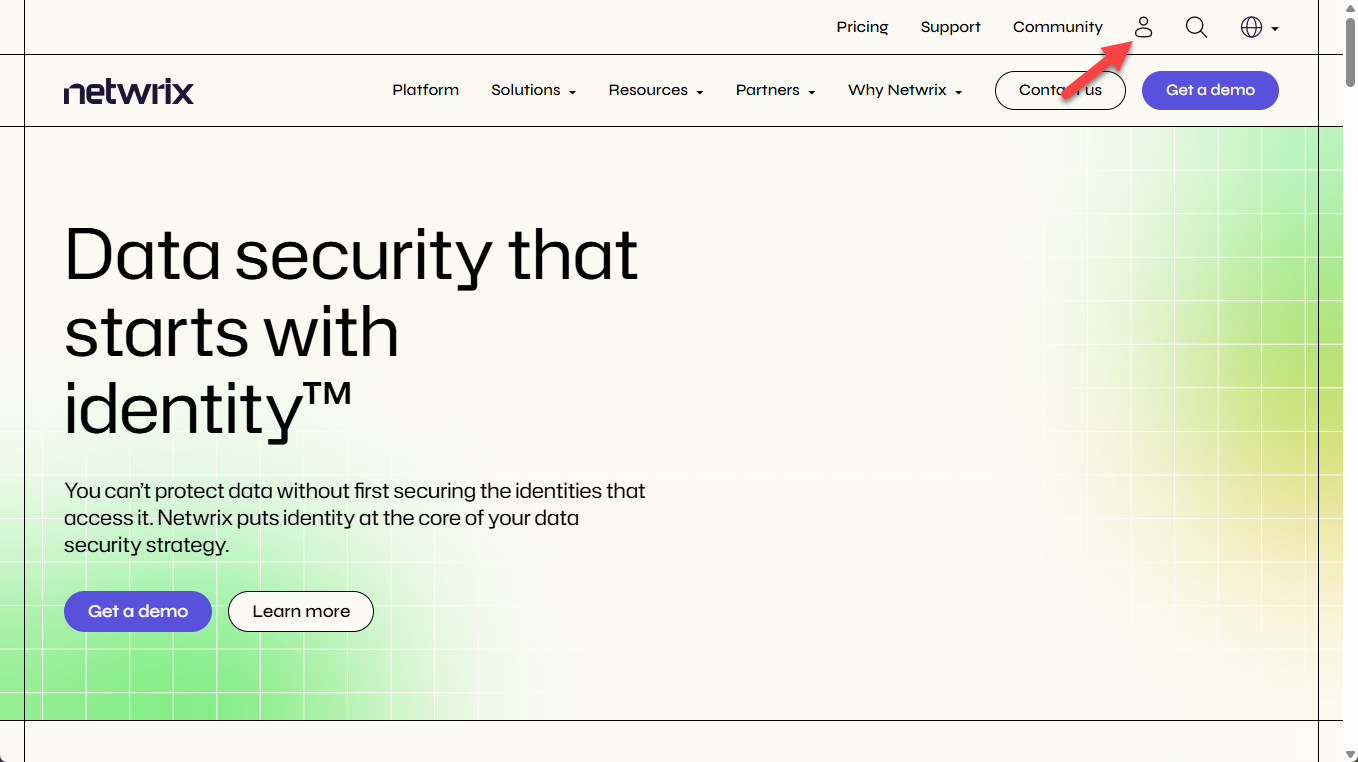 Pricing Support Community
netwrix Platform Solutions Resources Partners Why Netwrix Contact us Get a demo
Data security that
starts with
identity™
You can’t protect data without first securing the identities that
access it. Netwrix puts identity at the core of your data
security strategy.
Get a demo Learn more